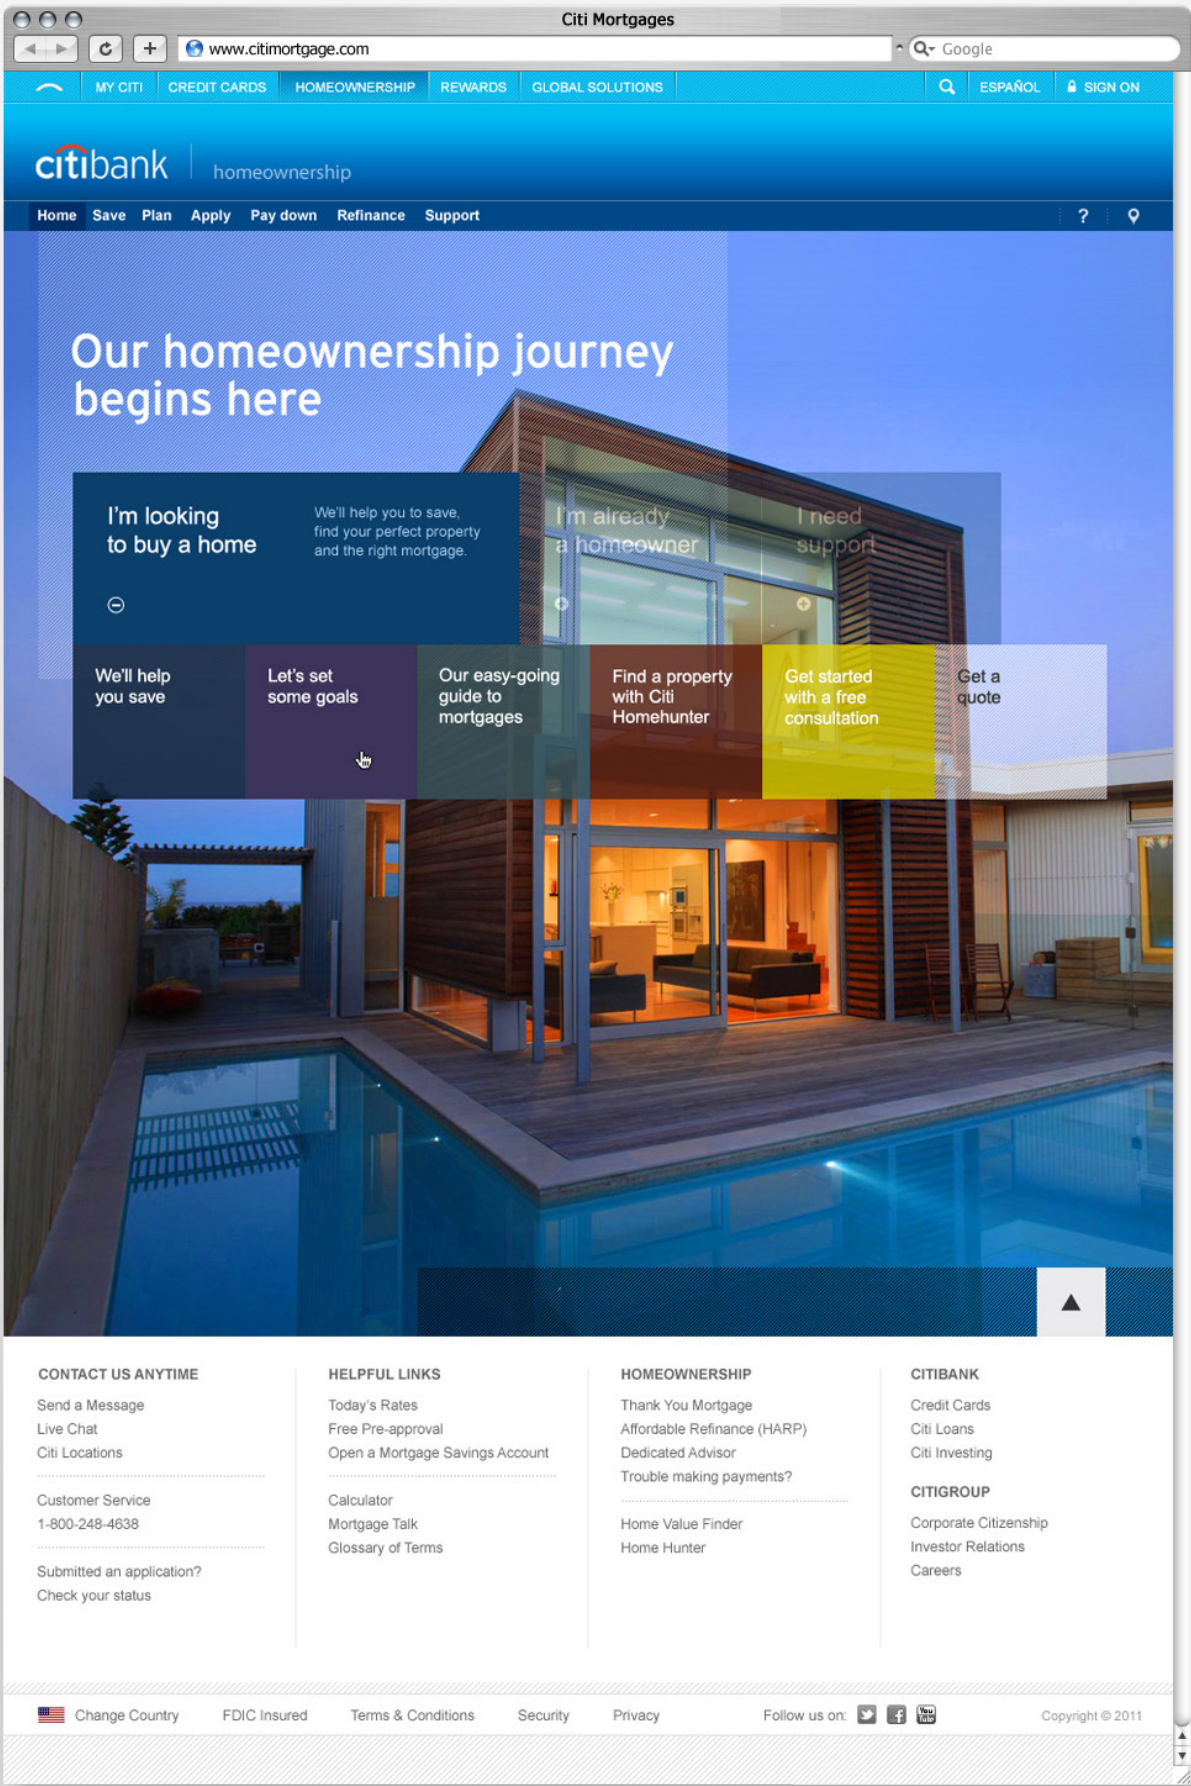 Citi Mortgages
www.citimortgage.com
Google
MY CITI CREDIT CARDS HOMEOWNERSHIP REWARDS GLOBAL SOLUTIONS ESPAÑOL SIGN ON
citibank homeownership
Home Save Plan Apply Pay down Refinance Support ?
Our homeownership journey
begins here
I'm looking
to buy a home
We'll help you to save,
find your perfect property
and the right mortgage.
I'm already
a homeowner
I need
support
We'll help
you save
Let's set
some goals
Our easy-going
guide to
mortgages
Find a property
with Citi
Homehunter
Get started
with a free
consultation
Get a
quote
CONTACT US ANYTIME
Send a Message
Live Chat
Citi Locations
Customer Service
1-800-248-4638
Submitted an application?
Check your status
HELPFUL LINKS
Today's Rates
Free Pre-approval
Open a Mortgage Savings Account
Calculator
Mortgage Talk
Glossary of Terms
HOMEOWNERSHIP
Thank You Mortgage
Affordable Refinance (HARP)
Dedicated Advisor
Trouble making payments?
Home Value Finder
Home Hunter
CITIBANK
Credit Cards
Citi Loans
Citi Investing
CITIGROUP
Corporate Citizenship
Investor Relations
Careers
Change Country FDIC Insured Terms & Conditions Security Privacy Follow us on: You Tube Copyright © 2011